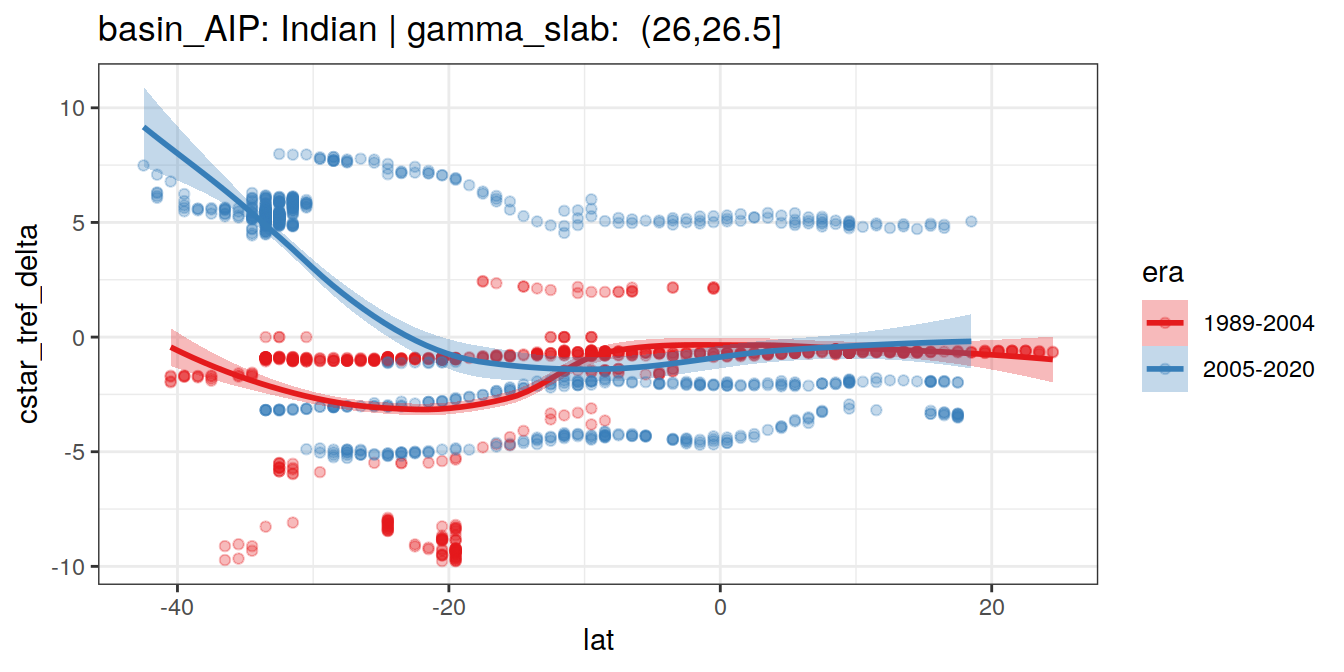 basin_AIP: Indian | gamma_slab:  (26,26.5]
cstar_tref_delta
10
5
0
-5
-10
-40
-20
0
20
lat
era
1989-2004
2005-2020